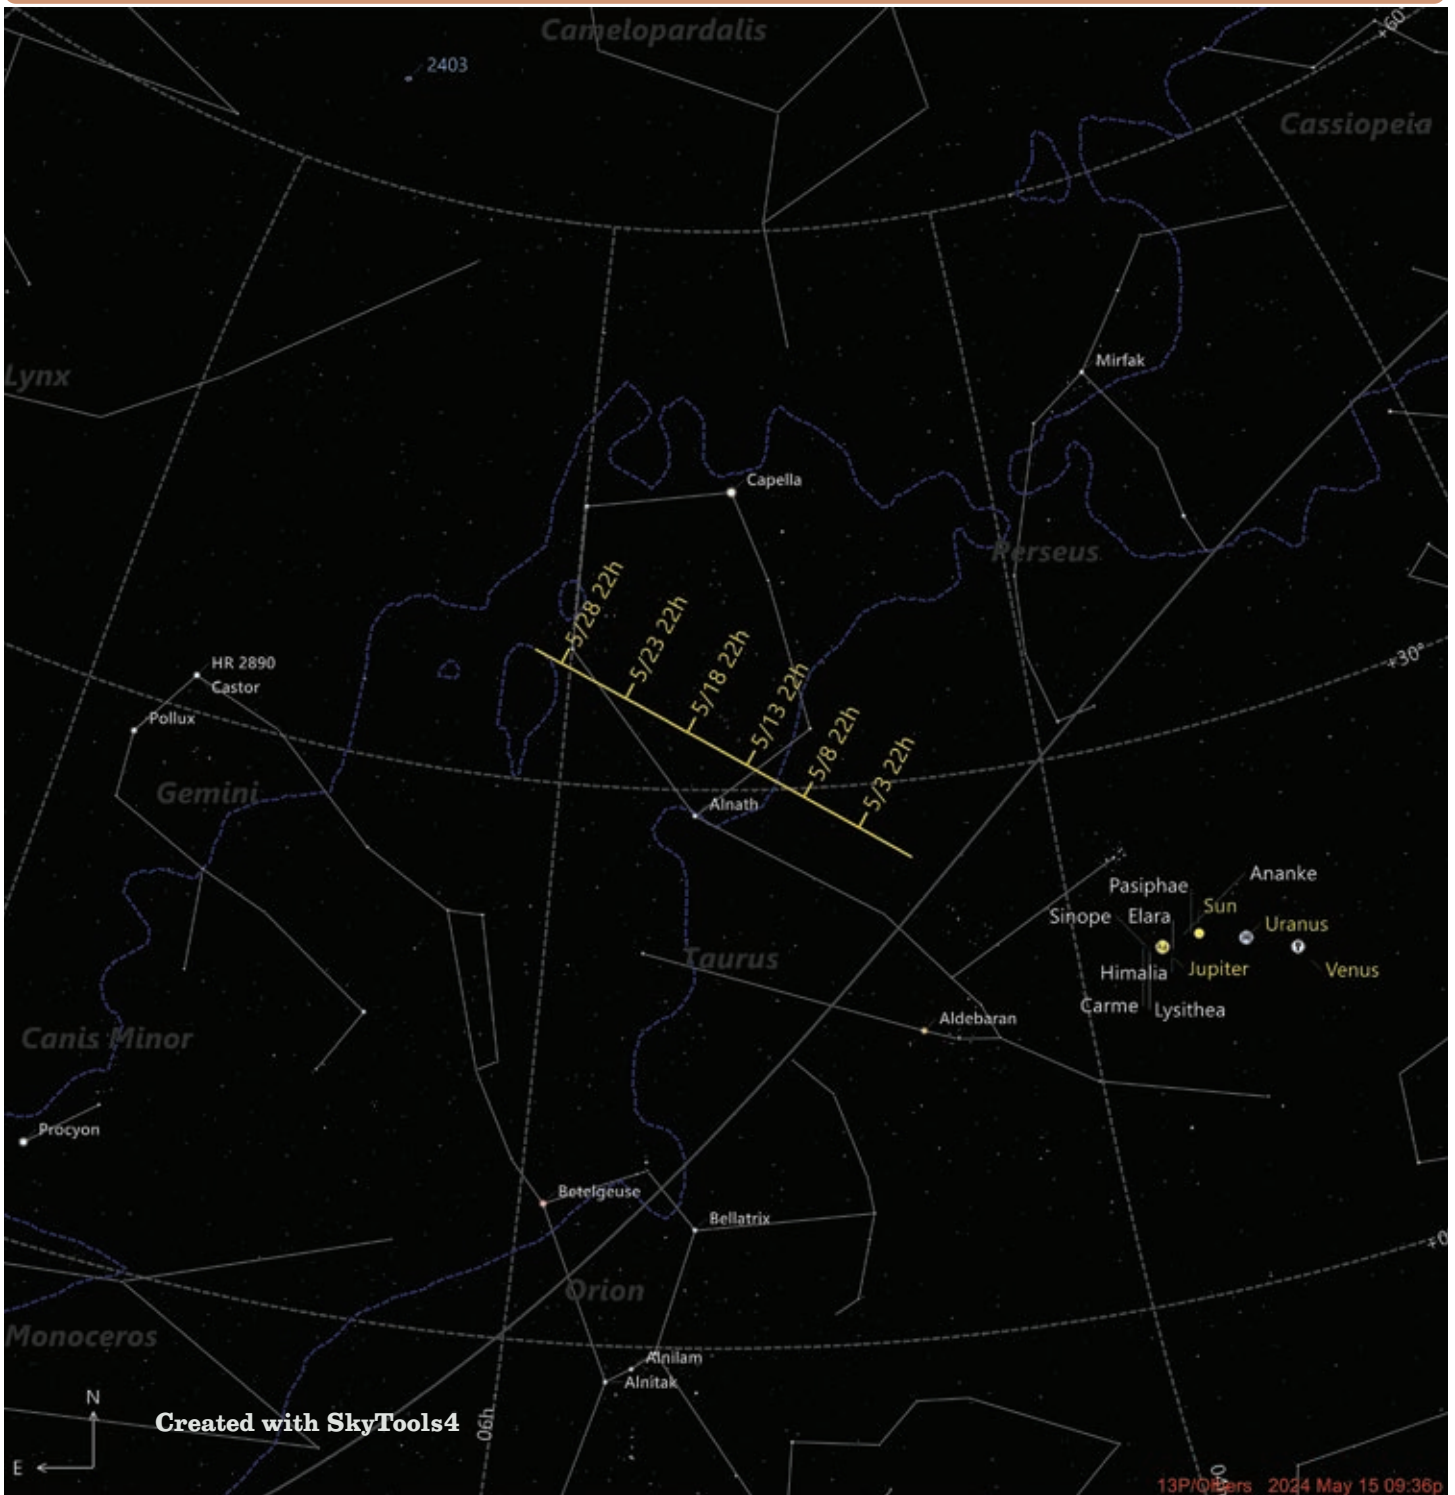 Camelopardalis
2403
+60°
Cassiopeia
Lynx
Mirfak
Capella
Perseus
5/28 22h
5/23 22h
5/18 22h
5/13 22h
5/8 22h
5/3 22h
+30°
HR 2890
Castor
Pollux
Gemini
Alnath
Ananke
Pasiphae
Sun
Sinope
Elara
Uranus
Taurus
Himalia
Jupiter
Venus
Carme
Lysithea
Aldebaran
Canis Minor
Procyon
Betelgeuse
Bellatrix
Orion
Monoceros
Alnilam
Alnitak
N
Created with SkyTools4
06h
E
13P/Olbers 2024 May 15 09:36p